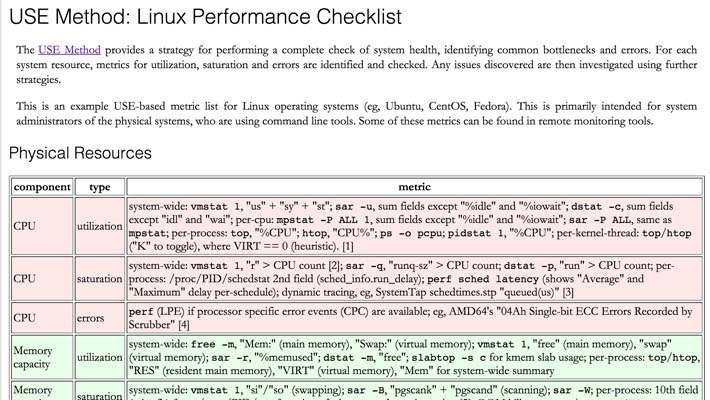 USE Method: Linux Performance Checklist
The USE Method provides a strategy for performing a complete check of system health, identifying common bottlenecks and errors. For each
system resource, metrics for utilization, saturation and errors are identified and checked. Any issues discovered are then investigated using further
strategies.
This is an example USE-based metric list for Linux operating systems (eg, Ubuntu, CentOS, Fedora). This is primarily intended for system
administrators of the physical systems, who are using command line tools. Some of these metrics can be found in remote monitoring tools.
Physical Resources
component type metric
CPU utilization system-wide: vmstat 1, "us" + "sy" + "st"; sar -u, sum fields except "%idle" and "%iowait"; dstat -c, sum fields
except "idl" and "wai"; per-cpu: mpstat -P ALL 1, sum fields except "%idle" and "%iowait"; sar -P ALL, same as
mpstat; per-process: top, "%CPU"; htop, "CPU%"; ps -o pcpu; pidstat 1, "%CPU"; per-kernel-thread: top/htop
("K" to toggle), where VIRT == 0 (heuristic). [1]
CPU saturation system-wide: vmstat 1, "r" > CPU count [2]; sar -q, "runq-sz" > CPU count; dstat -p, "run" > CPU count; per-
process: /proc/PID/schedstat 2nd field (sched_info.run_delay); perf sched latency (shows "Average" and
"Maximum" delay per-schedule); dynamic tracing, eg, SystemTap schedtimes.stp "queued(us)" [3]
CPU errors perf (LPE) if processor specific error events (CPC) are available; eg, AMD64's "04Ah Single-bit ECC Errors Recorded by
Scrubber" [4]
Memory
capacity utilization system-wide: free -m, "Mem:" (main memory), "Swap:" (virtual memory); vmstat 1, "free" (main memory), "swap"
(virtual memory); sar -r, "%memused"; dstat -m, "free"; slabtop -s c for kmem slab usage; per-process: top/htop,
"RES" (resident main memory), "VIRT" (virtual memory), "Mem" for system-wide summary
Memory saturation system-wide: vmstat 1, "si"/"so" (swapping); sar -B, "pgscank" + "pgscand" (scanning); sar -W; per-process: 10th field